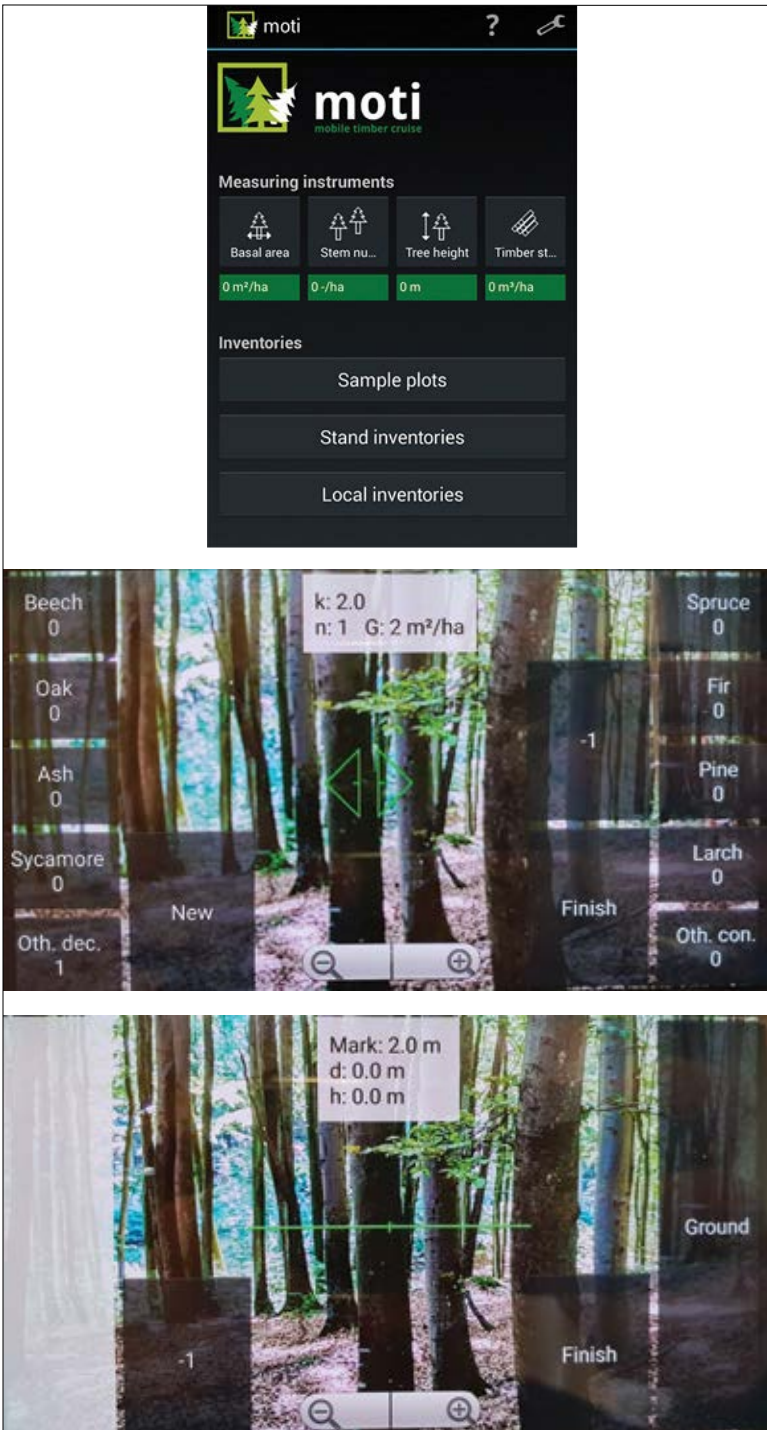 moti ?
moti
mobile timber cruise
Measuring instruments
Basal area Stem nu... Tree height Timber st...
0 m²/ha 0 -/ha 0 m 0 m³/ha
Inventories
Sample plots
Stand inventories
Local inventories
k: 2.0
n: 1 G: 2 m²/ha
Beech
0
Oak
0
Ash
0
Sycamore
0
Oth. dec.
1
New
-1
Finish
Spruce
0
Fir
0
Pine
0
Larch
0
Oth. con.
0
Mark: 2.0 m
d: 0.0 m
h: 0.0 m
Ground
-1
Finish